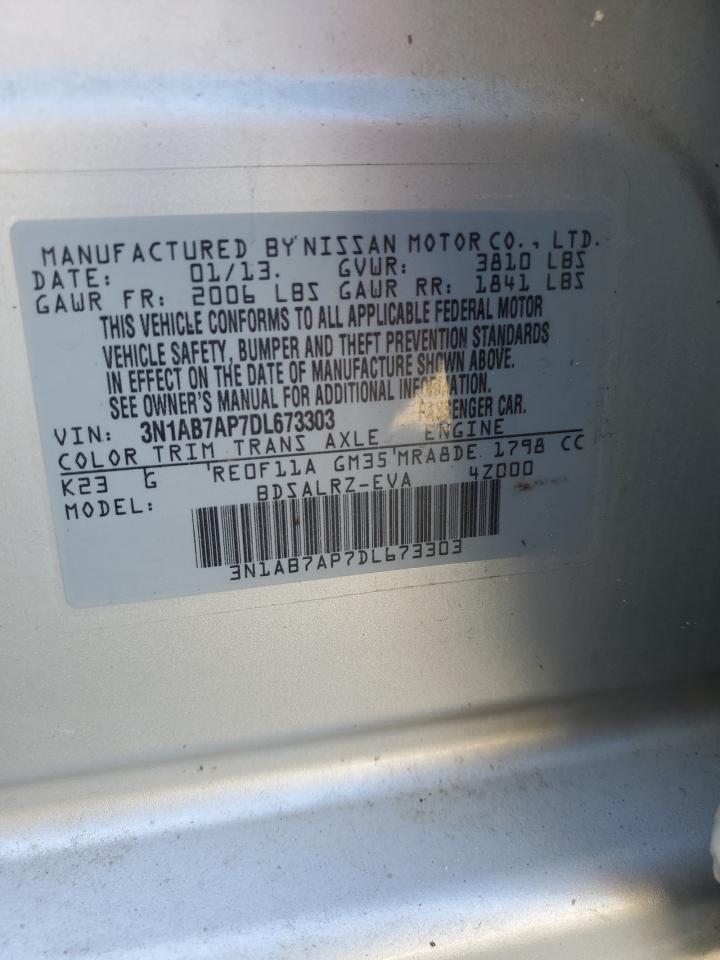 MANUFACTURED BY NISSAN MOTOR CO., LTD.
DATE: 01/13. GVWR: 3810 LBS
GAWR FR: 2006 LBS GAWR RR: 1841 LBS
THIS VEHICLE CONFORMS TO ALL APPLICABLE FEDERAL MOTOR
VEHICLE SAFETY, BUMPER AND THEFT PREVENTION STANDARDS
IN EFFECT ON THE DATE OF MANUFACTURE SHOWN ABOVE.
SEE OWNER'S MANUAL FOR ADDITIONAL INFORMATION.
VIN: 3N1AB7AP7DL673303 PASSENGER CAR.
COLOR TRIM TRANS AXLE ENGINE
K23 G RE0F11A GM35 MRA8DE 1798 CC
MODEL: BDSALRZ-EVA 4Z000
3N1AB7AP7DL673303